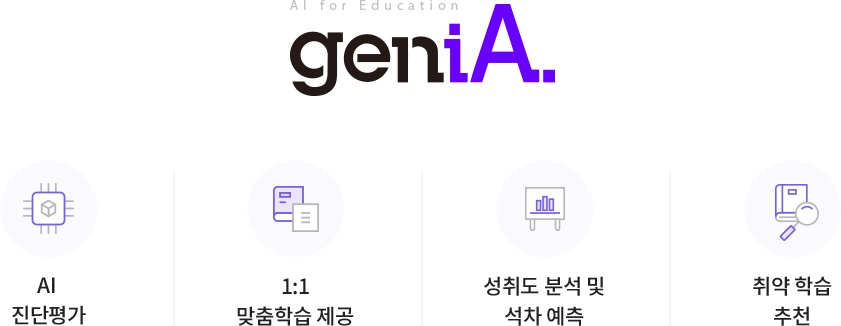 AI for Education
geniA.
AI
진단평가
1:1
맞춤학습 제공
성취도 분석 및
석차 예측
취약 학습
추천